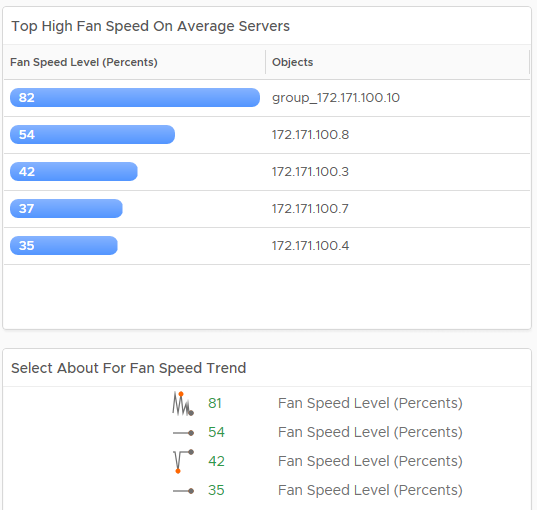 Top High Fan Speed On Average Servers
Fan Speed Level (Percents) Objects
82 group_172.171.100.10
54 172.171.100.8
42 172.171.100.3
37 172.171.100.7
35 172.171.100.4
Select About For Fan Speed Trend
81 Fan Speed Level (Percents)
54 Fan Speed Level (Percents)
42 Fan Speed Level (Percents)
35 Fan Speed Level (Percents)